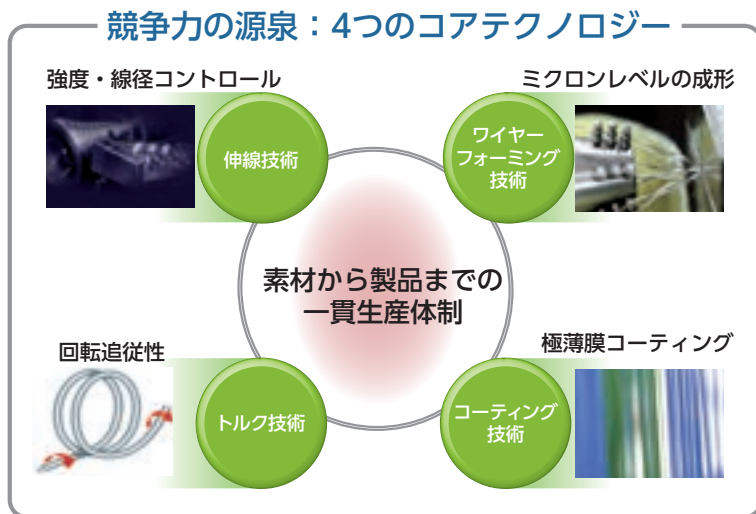 競争力の源泉：4つのコアテクノロジー
強度・線径コントロール
伸線技術
ミクロンレベルの成形
ワイヤー
フォーミング
技術
素材から製品までの
一貫生産体制
回転追従性
トルク技術
極薄膜コーティング
コーティング
技術